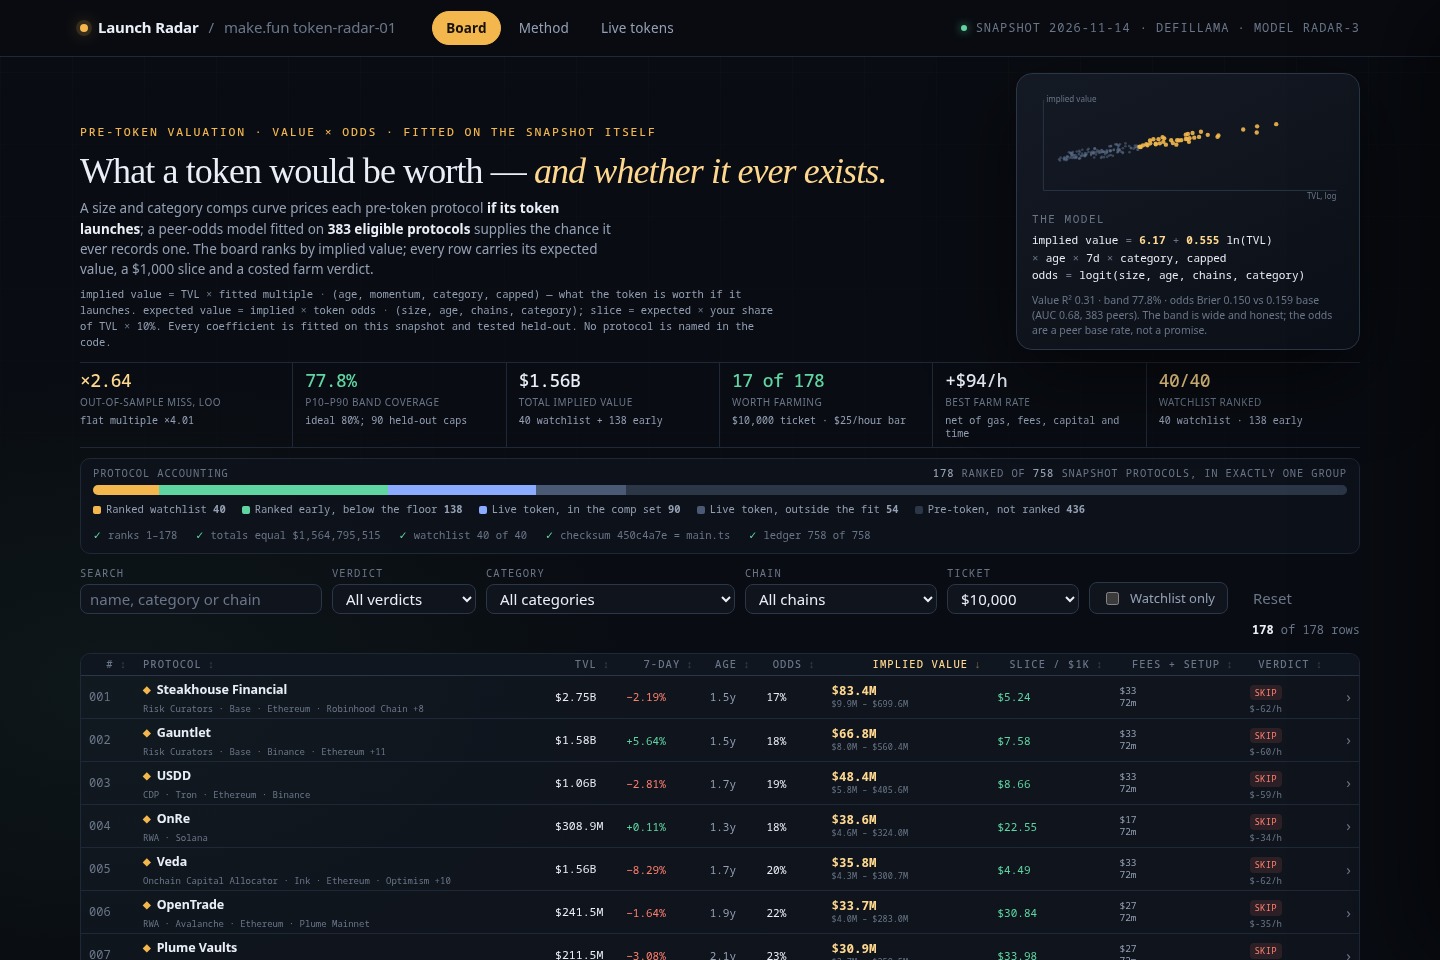 Launch Radar / make.fun token-radar-01 Board Method Live tokens SNAPSHOT 2026-11-14 · DEFILLAMA · MODEL RADAR-3
PRE-TOKEN VALUATION · VALUE × ODDS · FITTED ON THE SNAPSHOT ITSELF
What a token would be worth — and whether it ever exists.
A size and category comps curve prices each pre-token protocol if its token
launches; a peer-odds model fitted on 383 eligible protocols supplies the chance it
ever records one. The board ranks by implied value; every row carries its expected
value, a $1,000 slice and a costed farm verdict.
implied value = TVL × fitted multiple · (age, momentum, category, capped) — what the token is worth if it
launches. expected value = implied × token odds · (size, age, chains, category); slice = expected × your share
of TVL × 10%. Every coefficient is fitted on this snapshot and tested held-out. No protocol is named in the
code.
implied value
TVL, log
THE MODEL
implied value = 6.17 + 0.555 ln(TVL)
× age × 7d × category, capped
odds = logit(size, age, chains, category)
Value R² 0.31 · band 77.8% · odds Brier 0.150 vs 0.159 base
(AUC 0.68, 383 peers). The band is wide and honest; the odds
are a peer base rate, not a promise.
×2.64 77.8% $1.56B 17 of 178 +$94/h 40/40
OUT-OF-SAMPLE MISS, LOO P10–P90 BAND COVERAGE TOTAL IMPLIED VALUE WORTH FARMING BEST FARM RATE WATCHLIST RANKED
flat multiple ×4.01 ideal 80%; 90 held-out caps 40 watchlist + 138 early $10,000 ticket · $25/hour bar net of gas, fees, capital and 40 watchlist · 138 early
time
PROTOCOL ACCOUNTING 178 RANKED OF 758 SNAPSHOT PROTOCOLS, IN EXACTLY ONE GROUP
Ranked watchlist 40 Ranked early, below the floor 138 Live token, in the comp set 90 Live token, outside the fit 54 Pre-token, not ranked 436
✓ ranks 1–178 ✓ totals equal $1,564,795,515 ✓ watchlist 40 of 40 ✓ checksum 450c4a7e = main.ts ✓ ledger 758 of 758
SEARCH VERDICT CATEGORY CHAIN TICKET
name, category or chain All verdicts All categories All chains $10,000 Watchlist only Reset
178 of 178 rows
# ↕ PROTOCOL ↕ TVL ↕ 7-DAY ↕ AGE ↕ ODDS ↕ IMPLIED VALUE ↓ SLICE / $1K ↕ FEES + SETUP ↕ VERDICT ↕
001 ◆ Steakhouse Financial $2.75B −2.19% 1.5y 17% $83.4M $5.24 $33 SKIP ›
Risk Curators · Base · Ethereum · Robinhood Chain +8 $9.9M – $699.6M 72m $-62/h
002 ◆ Gauntlet $1.58B +5.64% 1.5y 18% $66.8M $7.58 $33 SKIP ›
Risk Curators · Base · Binance · Ethereum +11 $8.0M – $560.4M 72m $-60/h
003 ◆ USDD $1.06B −2.81% 1.7y 19% $48.4M $8.66 $33 SKIP ›
CDP · Tron · Ethereum · Binance $5.8M – $405.6M 72m $-59/h
004 ◆ OnRe $308.9M +0.11% 1.3y 18% $38.6M $22.55 $17 SKIP ›
RWA · Solana $4.6M – $324.0M 72m $-34/h
005 ◆ Veda $1.56B −8.29% 1.7y 20% $35.8M $4.49 $33 SKIP ›
Onchain Capital Allocator · Ink · Ethereum · Optimism +10 $4.3M – $300.7M 72m $-62/h
006 ◆ OpenTrade $241.5M −1.64% 1.9y 22% $33.7M $30.84 $27 SKIP ›
RWA · Avalanche · Ethereum · Plume Mainnet $4.0M – $283.0M 72m $-35/h
007 ◆ Plume Vaults $211.5M −3.08% 2.1y 23% $30.9M $33.98 $27 SKIP ›